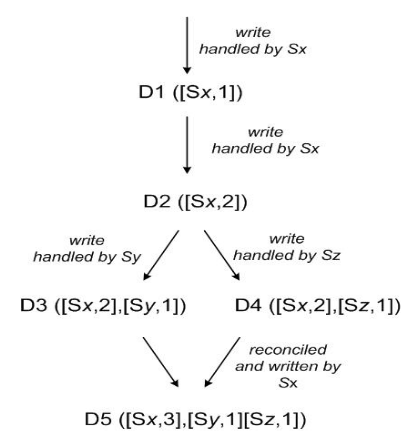 write
handled by Sx
D1 ([Sx,1])
write
handled by Sx
D2 ([Sx,2])
write
handled by Sy
write
handled by Sz
D3 ([Sx,2],[Sy,1])
D4 ([Sx,2],[Sz,1])
reconciled
and written by
Sx
D5 ([Sx,3],[Sy,1][Sz,1])